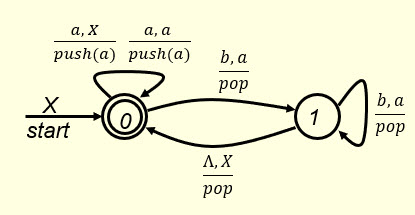 a, X a, a
push(a) push(a)
b, a
pop
X
start
0
1
b, a
pop
Λ, X
pop